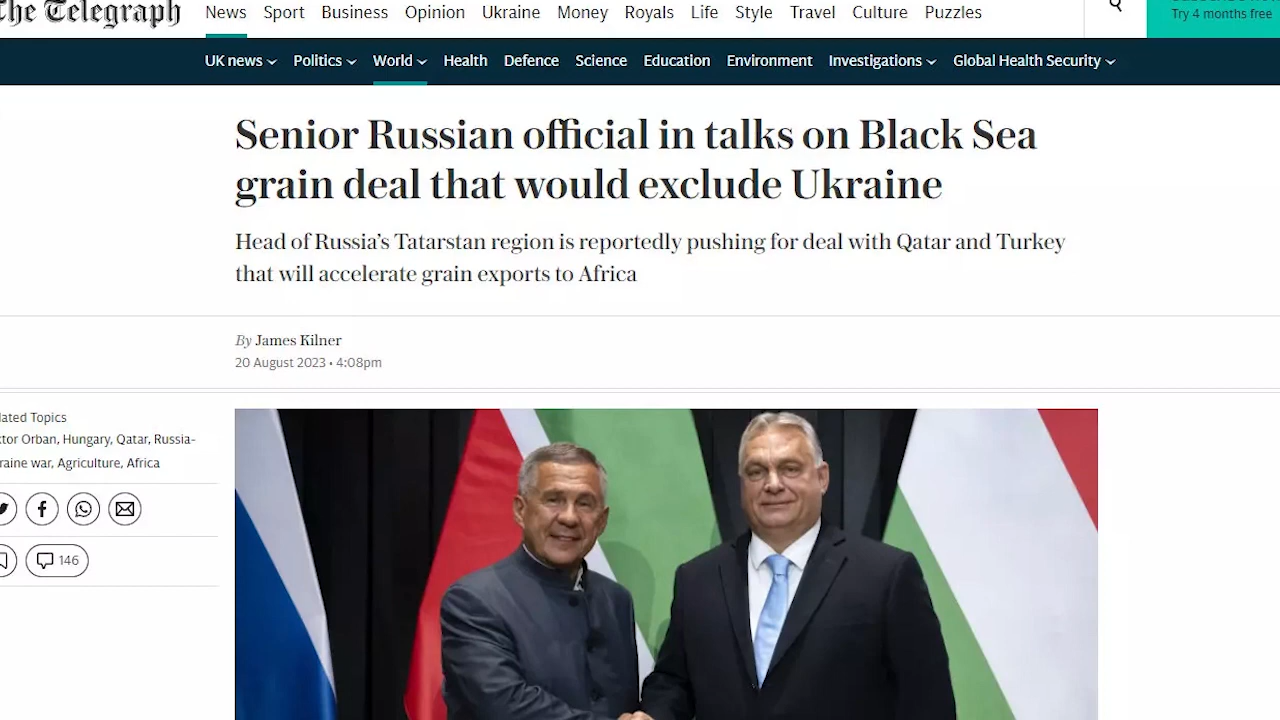 The Telegraph
News Sport Business Opinion Ukraine Money Royals Life Style Travel Culture Puzzles
Try 4 months free
UK news Politics World Health Defence Science Education Environment Investigations Global Health Security
Senior Russian official in talks on Black Sea
grain deal that would exclude Ukraine
Head of Russia’s Tatarstan region is reportedly pushing for deal with Qatar and Turkey
that will accelerate grain exports to Africa
By James Kilner
20 August 2023 • 4:08pm
lated Topics
ktor Orban, Hungary, Qatar, Russia-
raine war, Agriculture, Africa
146